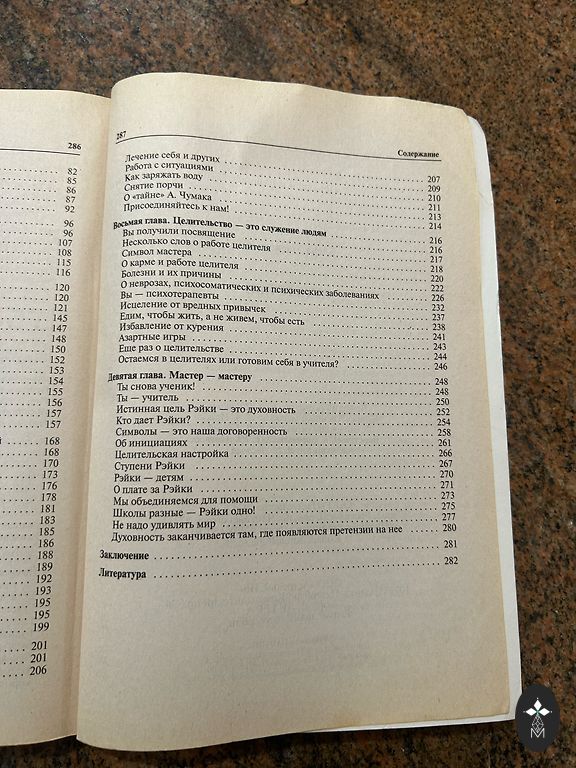 286
82
85
86
87
92
96
96
107
108
115
116
120
120
121
145
147
148
150
152
153
154
155
156
157
157
й 168
168
170
173
176
178
181
183
185
186
188
189
192
193
195
195
199
201
201
206
287 Содержание
Лечение себя и других 207
Работа с ситуациями 209
Как заряжать воду 210
Снятие порчи 211
О «тайне» А. Чумака 213
Присоединяйтесь к нам! 214
Восьмая глава. Целительство — это служение людям 216
Вы получили посвящение 216
Несколько слов о работе целителя 217
Символ мастера 218
О карме и работе целителя 220
Болезни и их причины 222
О неврозах, психосоматических и психических заболеваниях 226
Вы — психотерапевты 232
Исцеление от вредных привычек 237
Едим, чтобы жить, а не живем, чтобы есть 238
Избавление от курения 241
Азартные игры 243
Еще раз о целительстве 244
Остаемся в целителях или готовим себя в учителя? 246
Девятая глава. Мастер — мастеру 248
Ты снова ученик! 248
Ты — учитель 250
Истинная цель Рэйки — это духовность 252
Кто дает Рэйки? 254
Символы — это наша договоренность 258
Об инициациях 261
Целительская настройка 266
Ступени Рэйки 267
Рэйки — детям 270
О плате за Рэйки 271
Мы объединяемся для помощи 273
Школы разные — Рэйки одно! 275
Не надо удивлять мир 277
Духовность заканчивается там, где появляются претензии на нее 280
Заключение 281
Литература 282